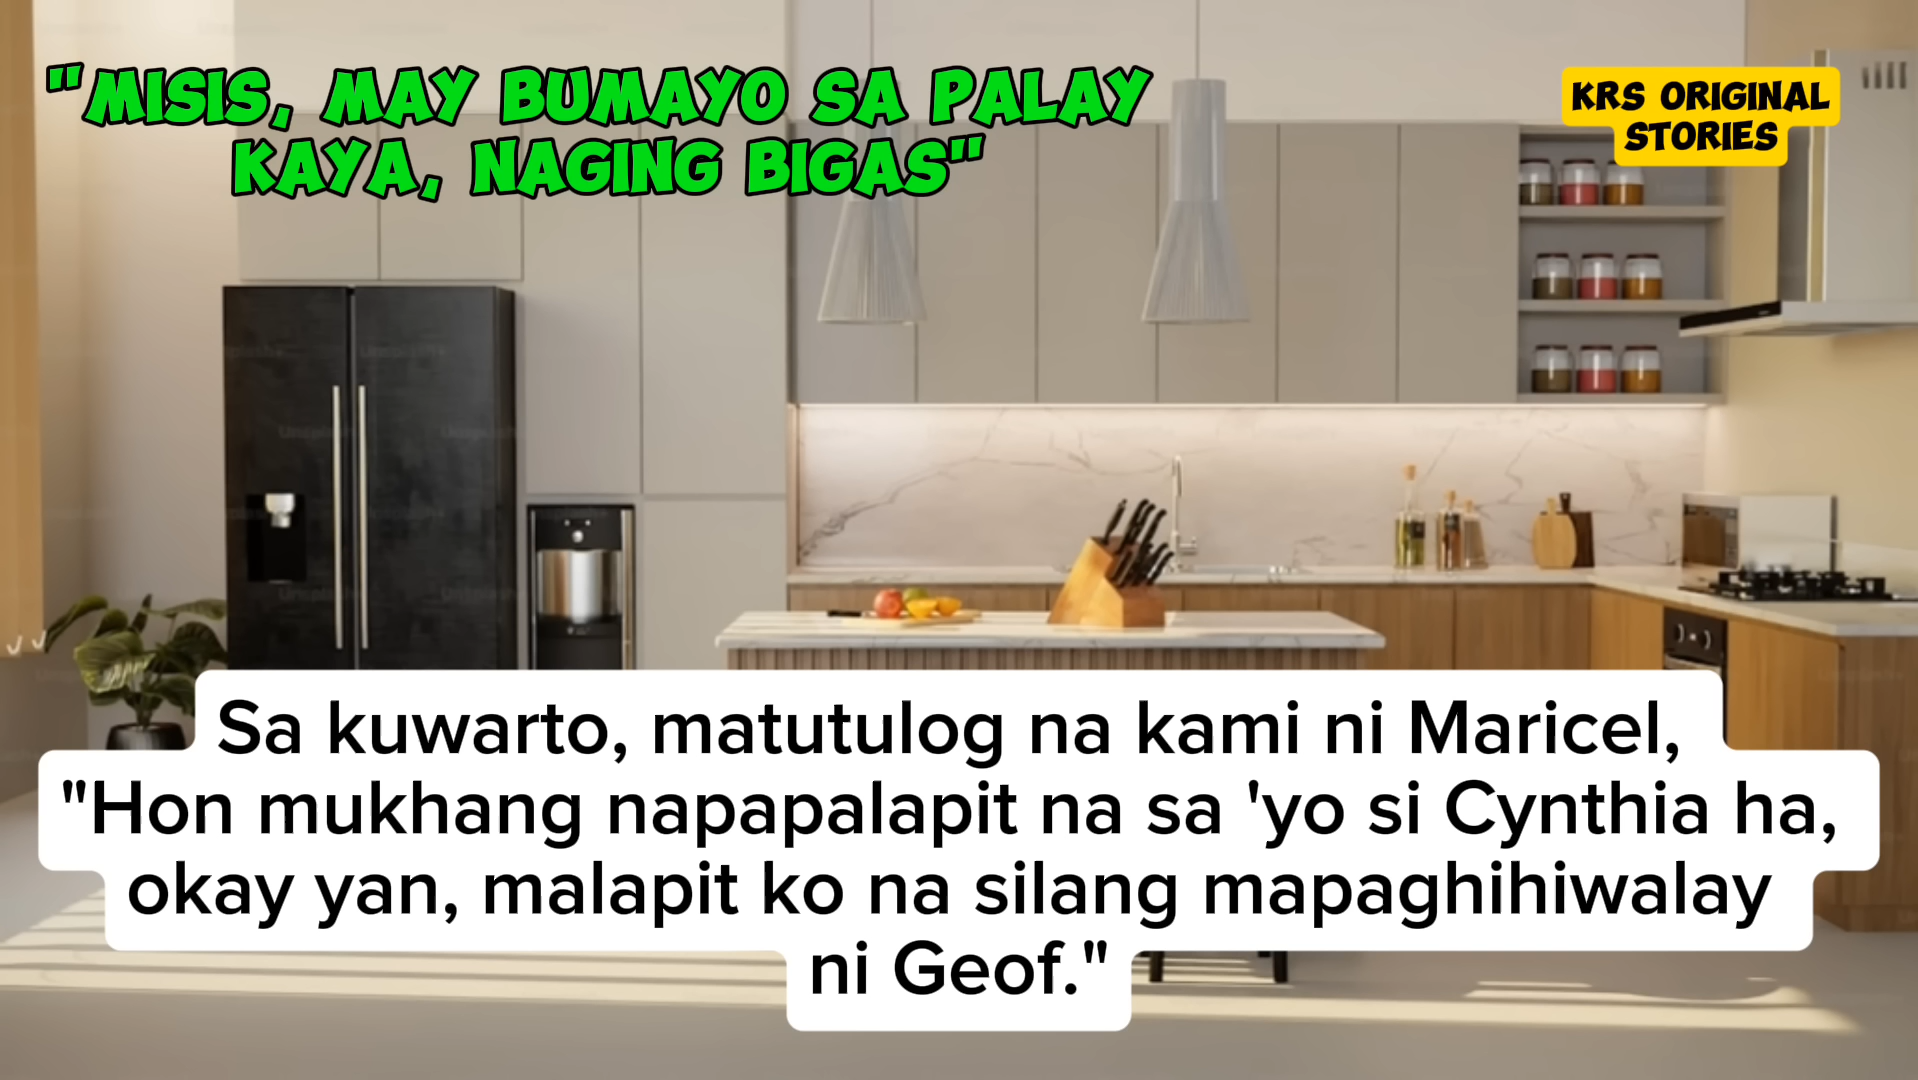 "MISIS, MAY BUMAYO SA PALAY
KAYA, NAGING BIGAS"
KRS ORIGINAL
STORIES
Sa kuwarto, matutulog na kami ni Maricel,
"Hon mukhang napapalapit na sa 'yo si Cynthia ha,
okay yan, malapit ko na silang mapaghihiwalay
ni Geof."